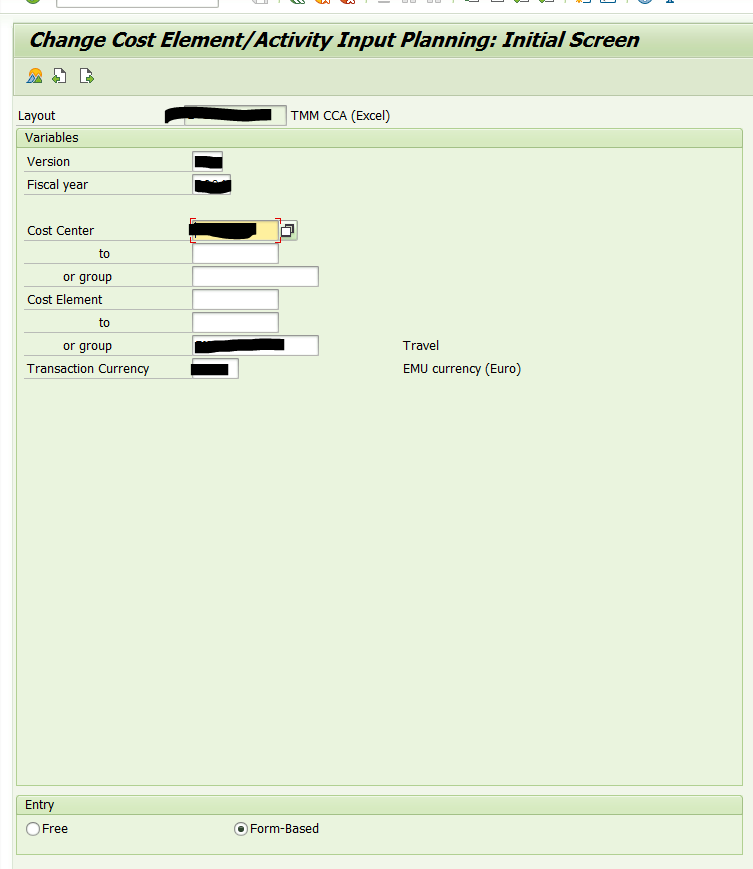 Change Cost Element/Activity Input Planning: Initial Screen
Layout TMM CCA (Excel)
Variables
Version
Fiscal year
Cost Center
to
or group
Cost Element
to
or group Travel
Transaction Currency EMU currency (Euro)
Entry
Free Form-Based